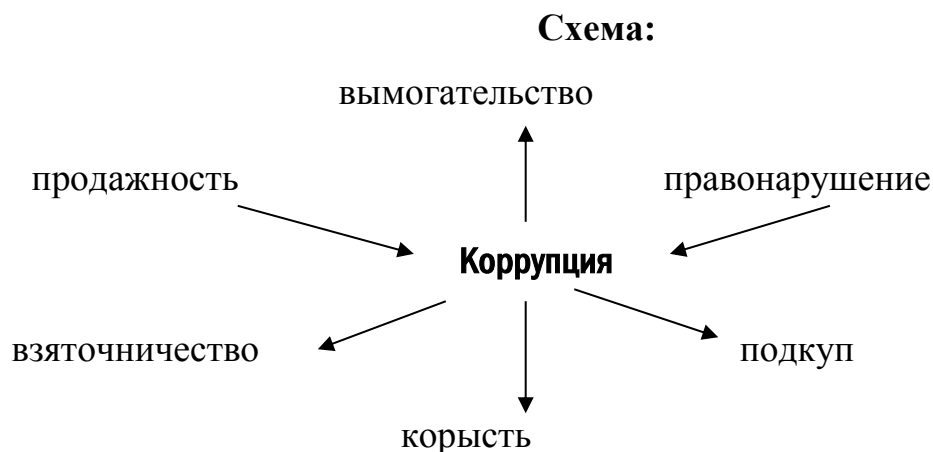 Схема:
вымогательство
продажность
правонарушение
Коррупция
взяточничество
подкуп
корысть